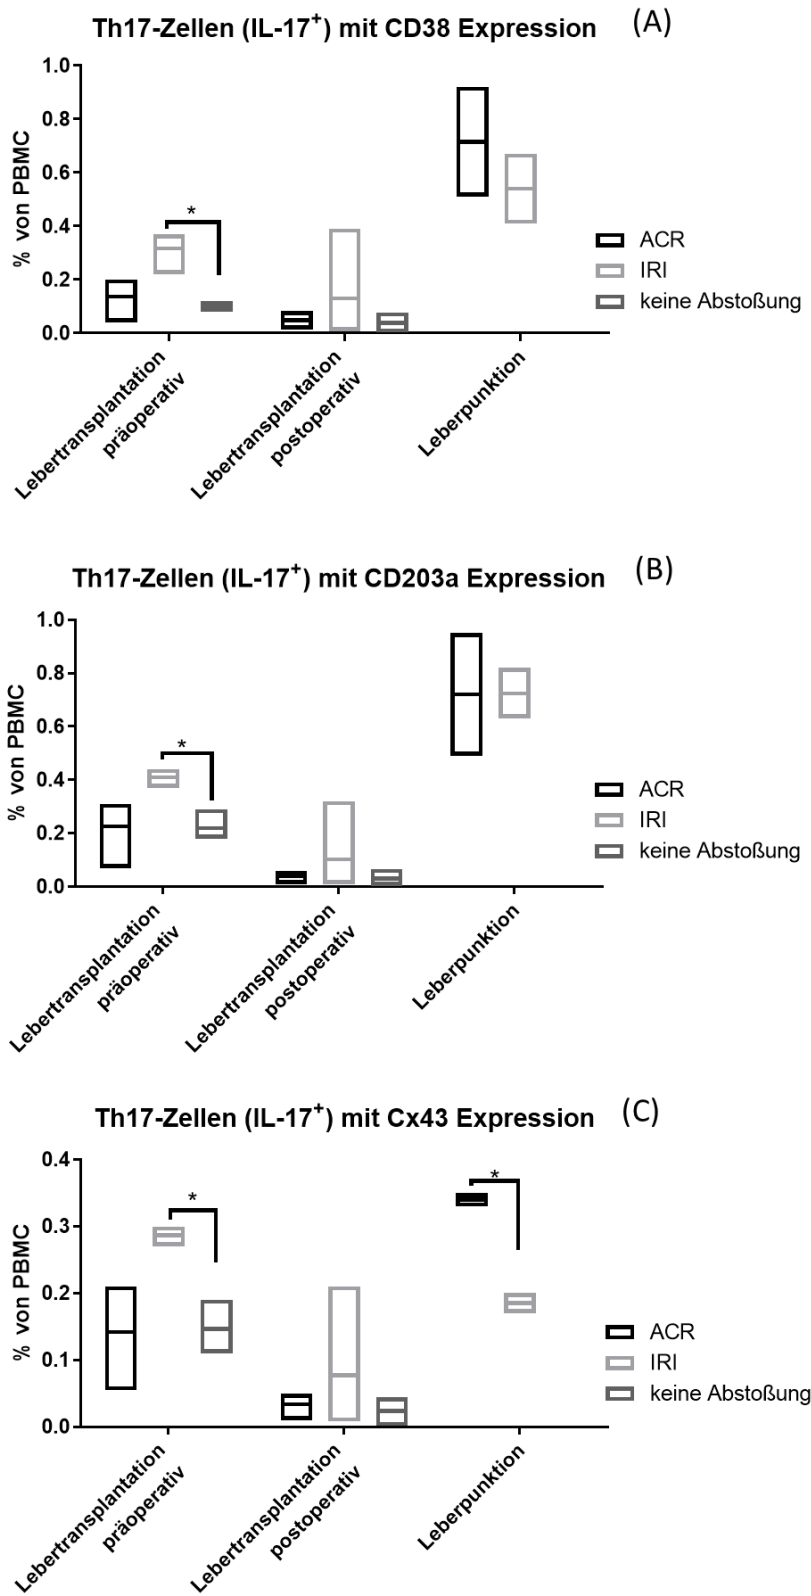 Th17-Zellen (IL-17+) mit CD38 Expression (A)
% von PBMC
1.0
0.8
0.6
0.4
0.2
0.0
*
ACR
IRI
keine Abstoßung
Lebertransplantation
präoperativ
Lebertransplantation
postoperativ
Leberpunktion
Th17-Zellen (IL-17+) mit CD203a Expression (B)
% von PBMC
1.0
0.8
0.6
0.4
0.2
0.0
*
ACR
IRI
keine Abstoßung
Lebertransplantation
präoperativ
Lebertransplantation
postoperativ
Leberpunktion
Th17-Zellen (IL-17+) mit Cx43 Expression (C)
% von PBMC
0.4
0.3
0.2
0.1
0.0
*
*
ACR
IRI
keine Abstoßung
Lebertransplantation
präoperativ
Lebertransplantation
postoperativ
Leberpunktion